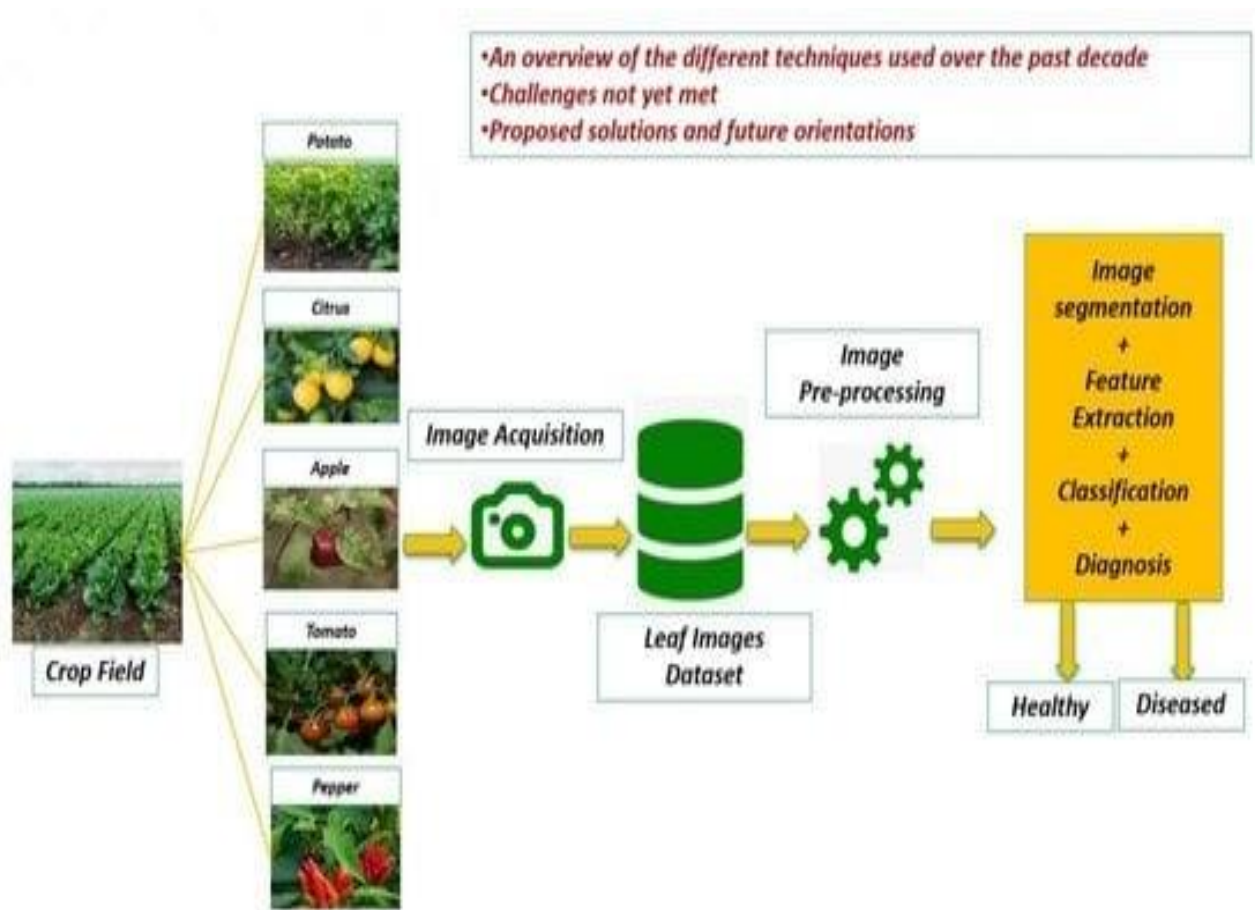 •An overview of the different techniques used over the past decade
•Challenges not yet met
•Proposed solutions and future orientations
Potato
Citrus
Apple
Tomato
Pepper
Crop Field
Image Acquisition
Leaf Images
Dataset
Image
Pre-processing
Image
segmentation
+
Feature
Extraction
+
Classification
+
Diagnosis
Healthy
Diseased